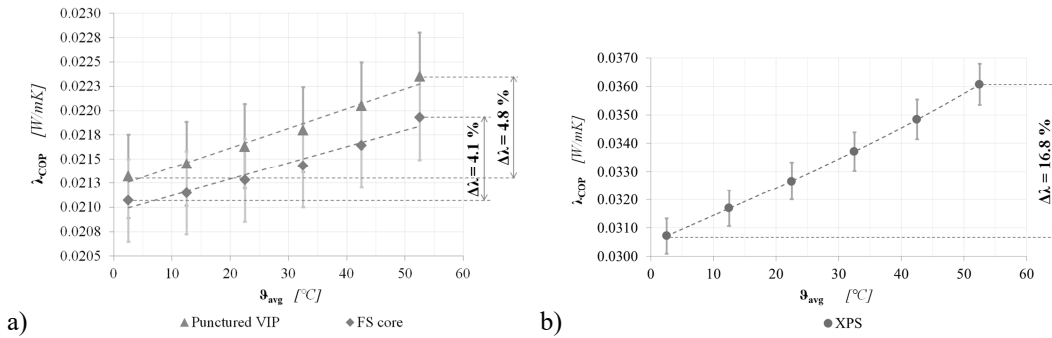 λCOP [W/mK]
0.0230
0.0228
0.0225
0.0223
0.0220
0.0218
0.0215
0.0213
0.0210
0.0208
0.0205
0 10 20 30 40 50 60
Δλ = 4.1 %
Δλ = 4.8 %
ϑavg [°C]
Punctured VIP FS core
a)
λCOP [W/mK]
0.0370
0.0360
0.0350
0.0340
0.0330
0.0320
0.0310
0.0300
0 10 20 30 40 50 60
Δλ = 16.8 %
ϑavg [°C]
XPS
b)